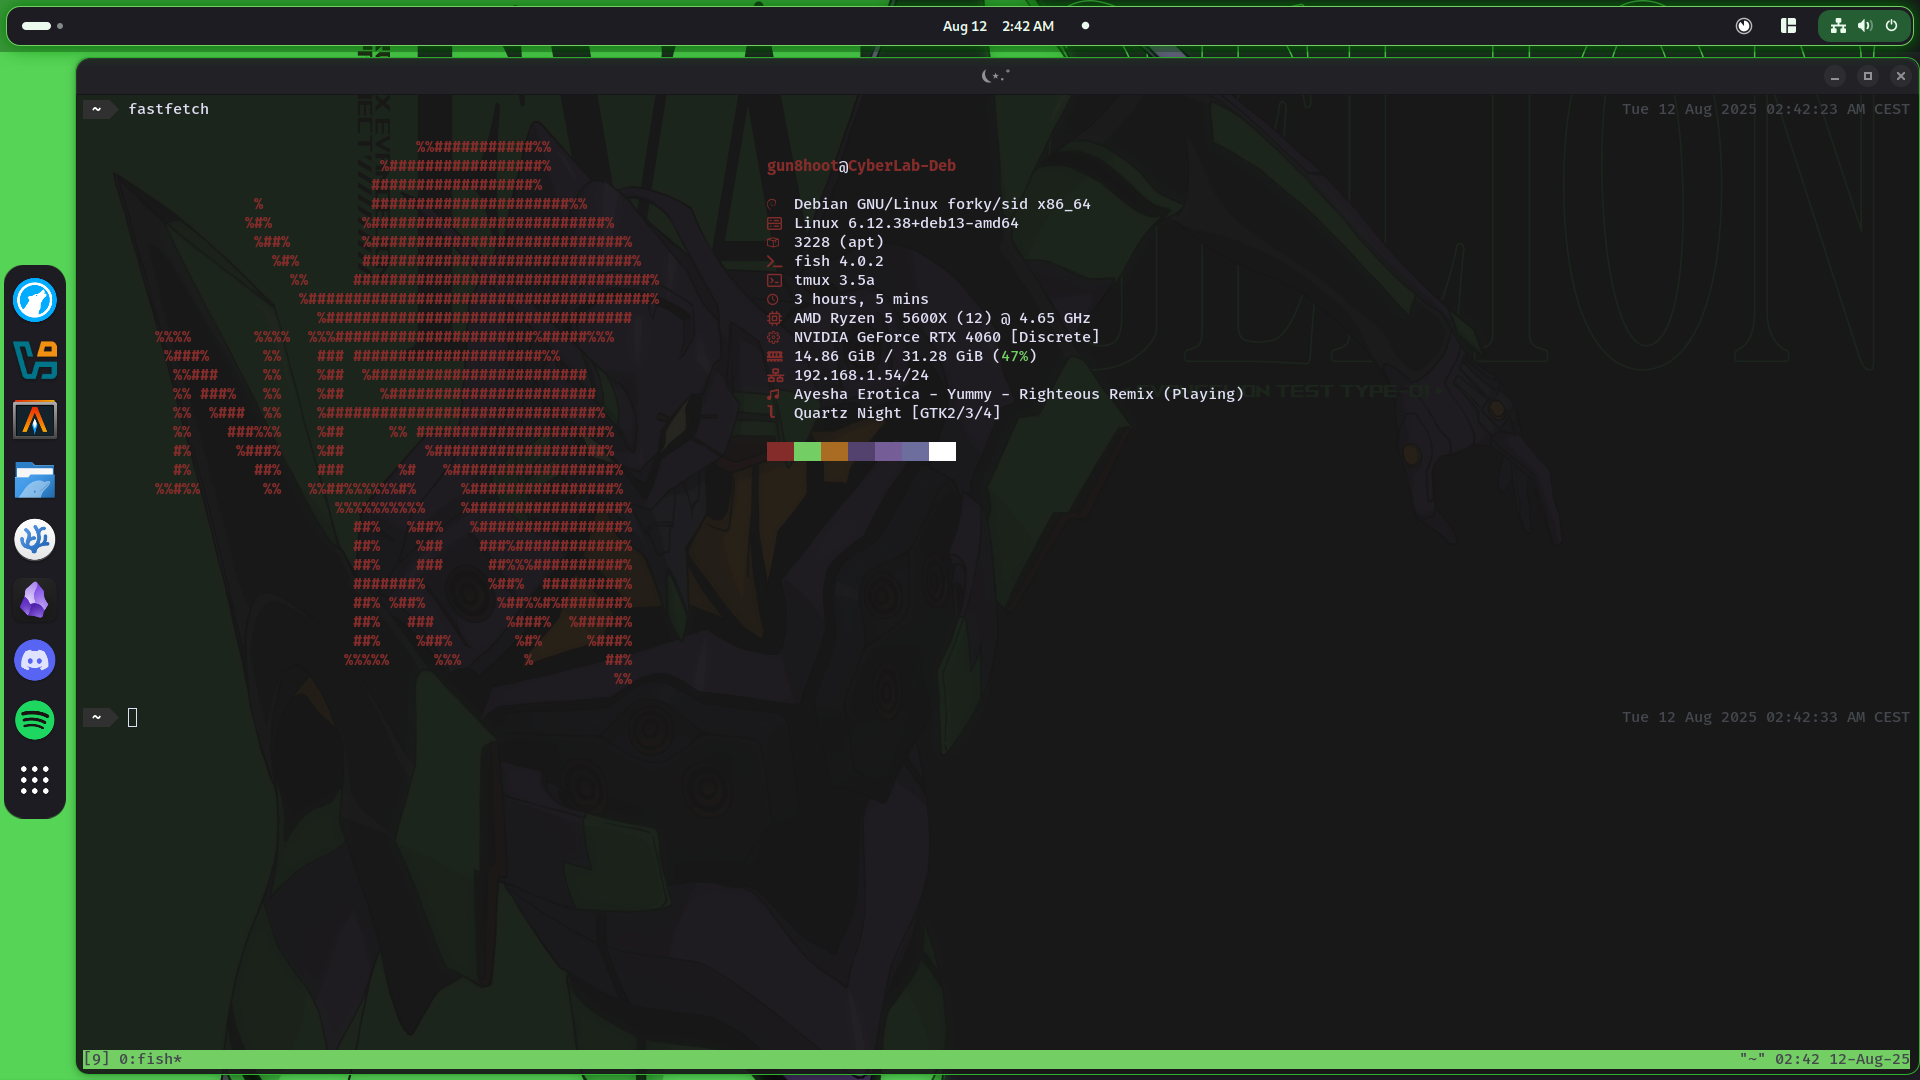 Aug 12 2:42 AM
~ fastfetch
Tue 12 Aug 2025 02:42:23 AM CEST
gun8hoot@CyberLab-Deb
Debian GNU/Linux forky/sid x86_64
Linux 6.12.38+deb13-amd64
3228 (apt)
fish 4.0.2
tmux 3.5a
3 hours, 5 mins
AMD Ryzen 5 5600X (12) @ 4.65 GHz
NVIDIA GeForce RTX 4060 [Discrete]
14.86 GiB / 31.28 GiB (47%)
192.168.1.54/24
Ayesha Erotica - Yummy - Righteous Remix (Playing)
Quartz Night [GTK2/3/4]
~
Tue 12 Aug 2025 02:42:33 AM CEST
[9] 0:fish*
"~" 02:42 12-Aug-25